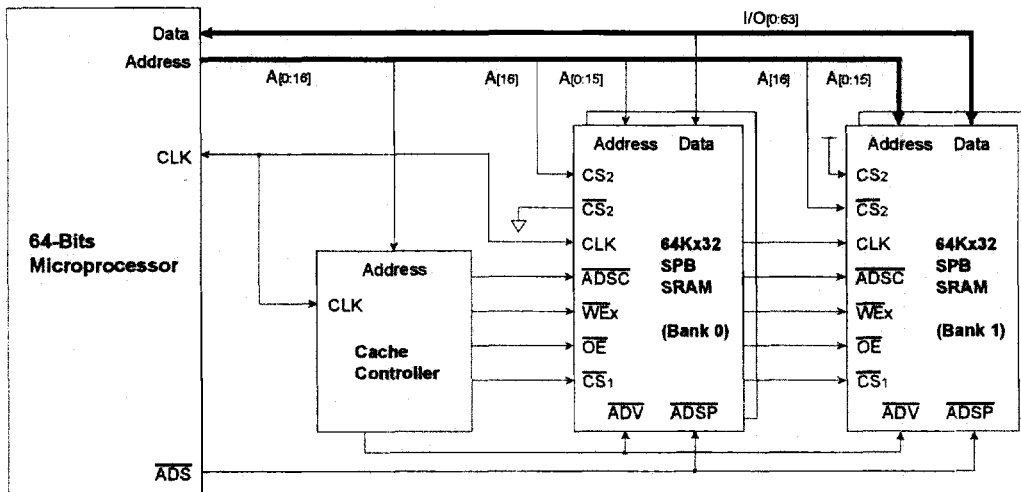 I/O[0:63]
Data
Address
A[0:16]
A[16]
A[0:15]
A[16]
A[0:15]
CLK
64-Bits
Microprocessor
ADS
Address
CLK
Cache
Controller
Address Data
CS2
CS2
CLK
ADSC
WEx
OE
CS1
ADV ADSP
64Kx32
SPB
SRAM
(Bank 0)
Address Data
CS2
CS2
CLK
ADSC
WEx
OE
CS1
ADV ADSP
64Kx32
SPB
SRAM
(Bank 1)